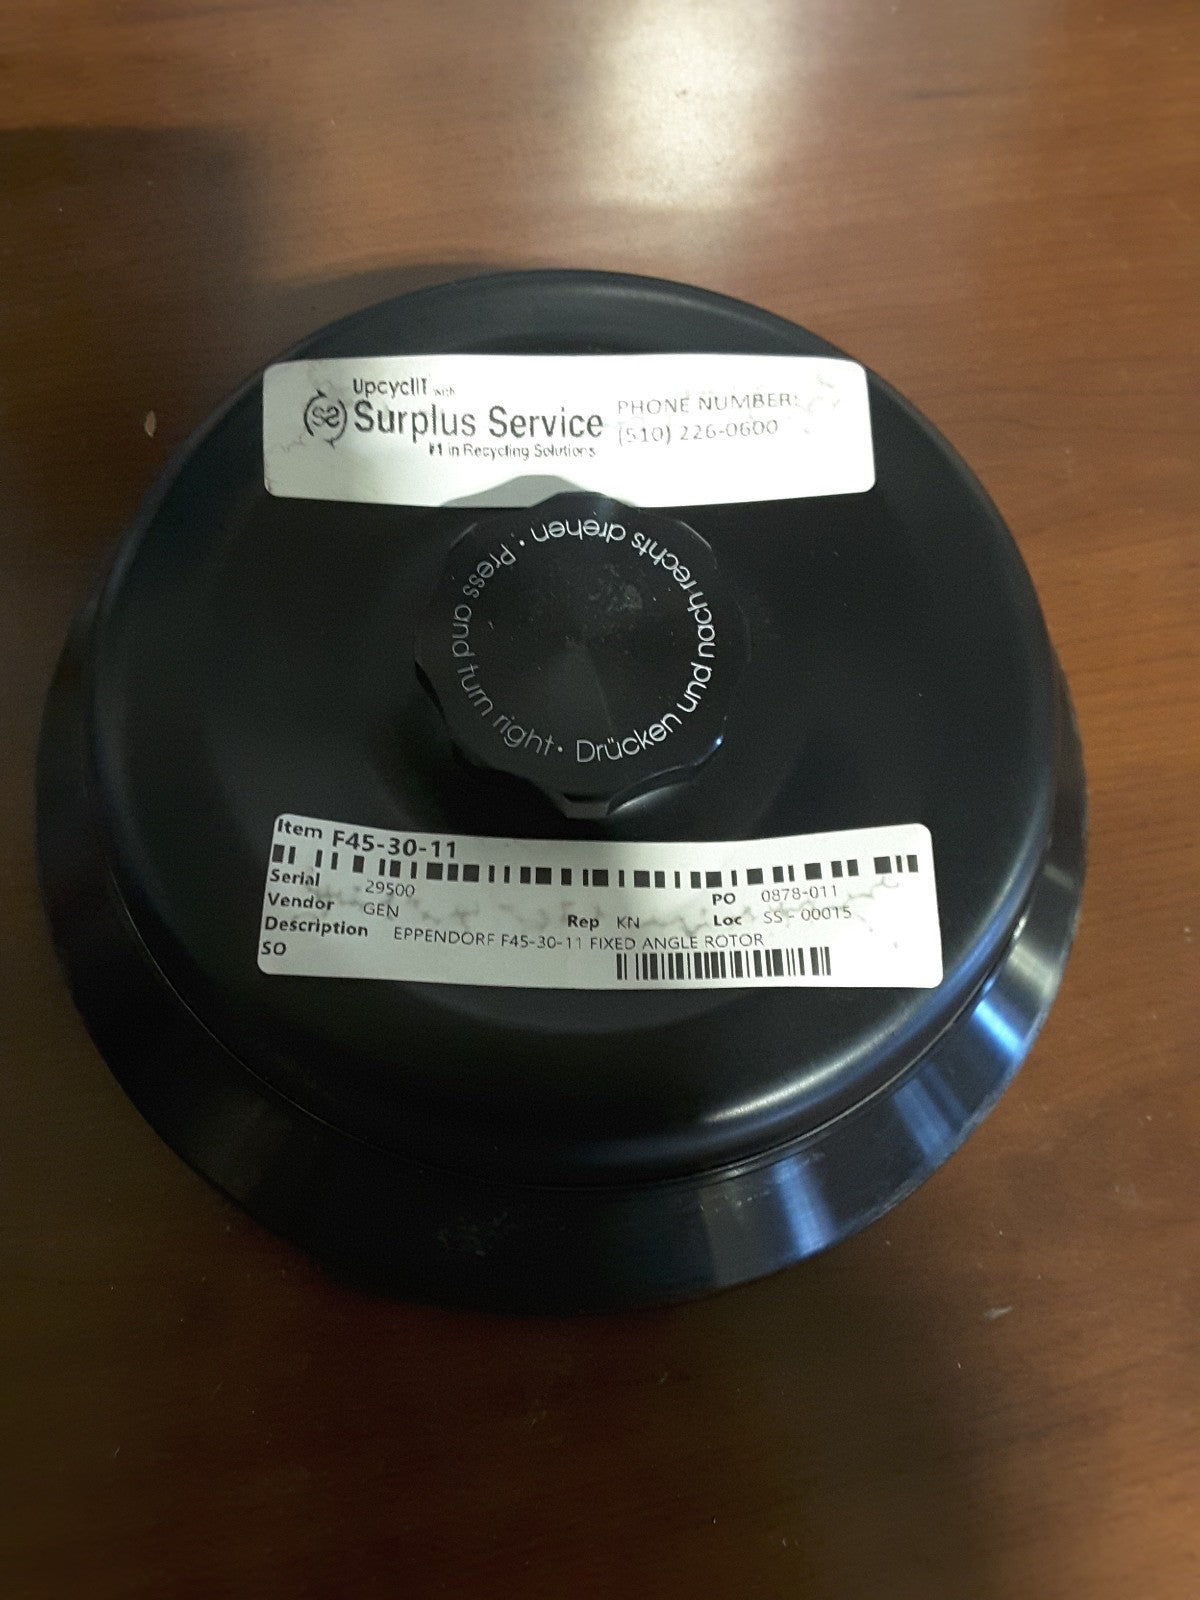 UpcyclIT with
Surplus Service
#1 in Recycling Solutions
PHONE NUMBER:
(510) 226-0600
Press and turn right · Drücken und nach rechts drehen ·
Item F45-30-11
Serial 29500
PO 0878-011
Vendor GEN
Rep KN
Loc SS - 00015
Description EPPENDORF F45-30-11 FIXED ANGLE ROTOR
SO